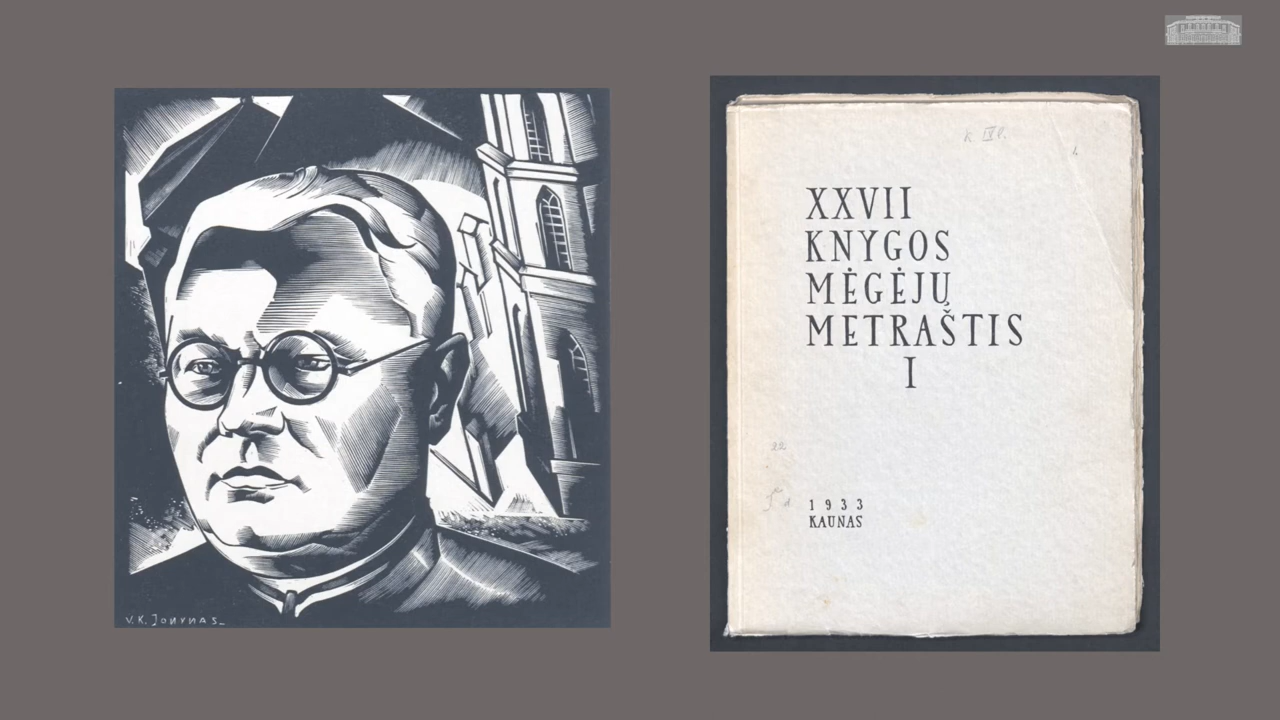 V. K. JONYNAS
XXVII
KNYGOS
MĖGĖJŲ
METRAŠTIS
I
1933
KAUNAS